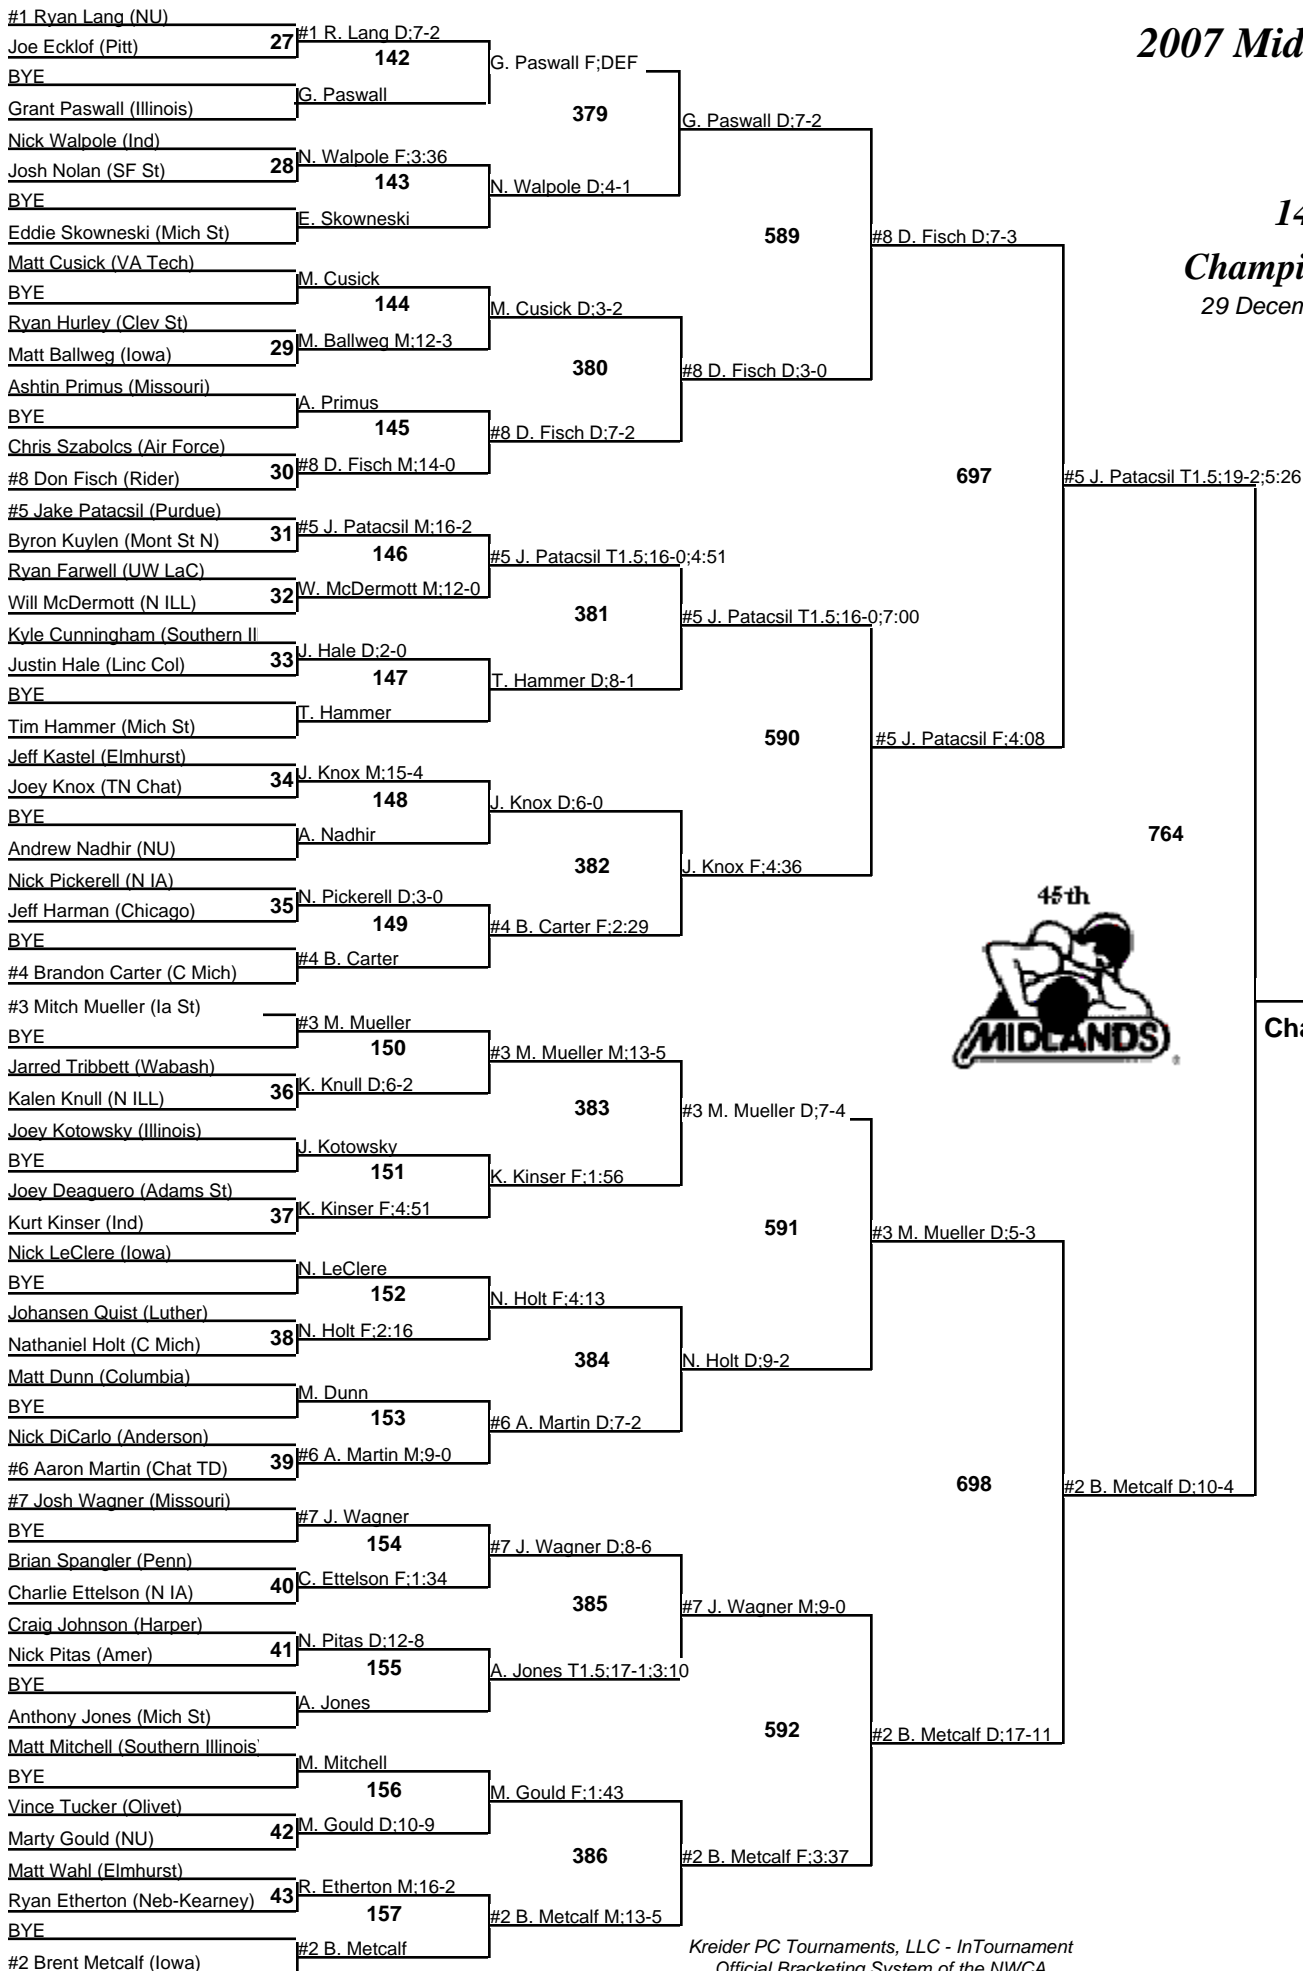 #1 Ryan Lang (NU)
Joe Ecklof (Pitt)
BYE
Grant Paswall (Illinois)
Nick Walpole (Ind)
Josh Nolan (SF St)
BYE
Eddie Skowneski (Mich St)
Matt Cusick (VA Tech)
BYE
Ryan Hurley (Clev St)
Matt Ballweg (Iowa)
Ashtin Primus (Missouri)
BYE
Chris Szabolcs (Air Force)
#8 Don Fisch (Rider)
#5 Jake Patacsil (Purdue)
Byron Kuylen (Mont St N)
Ryan Farwell (UW LaC)
Will McDermott (N ILL)
Kyle Cunningham (Southern Il
Justin Hale (Linc Col)
BYE
Tim Hammer (Mich St)
Jeff Kastel (Elmhurst)
Joey Knox (TN Chat)
BYE
Andrew Nadhir (NU)
Nick Pickerell (N IA)
Jeff Harman (Chicago)
BYE
#4 Brandon Carter (C Mich)
#3 Mitch Mueller (Ia St)
BYE
Jarred Tribbett (Wabash)
Kalen Knull (N ILL)
Joey Kotowsky (Illinois)
BYE
Joey Deaguero (Adams St)
Kurt Kinser (Ind)
Nick LeClere (Iowa)
BYE
Johansen Quist (Luther)
Nathaniel Holt (C Mich)
Matt Dunn (Columbia)
BYE
Nick DiCarlo (Anderson)
#6 Aaron Martin (Chat TD)
#7 Josh Wagner (Missouri)
BYE
Brian Spangler (Penn)
Charlie Ettelson (N IA)
Craig Johnson (Harper)
Nick Pitas (Amer)
BYE
Anthony Jones (Mich St)
Matt Mitchell (Southern Illinois
BYE
Vince Tucker (Olivet)
Marty Gould (NU)
Matt Wahl (Elmhurst)
Ryan Etherton (Neb-Kearney)
BYE
#2 Brent Metcalf (Iowa)
27
28
29
30
31
32
33
34
35
36
37
38
39
40
41
42
43
#1 R. Lang D;7-2
142
G. Paswall
N. Walpole F;3:36
143
E. Skowneski
M. Cusick
144
M. Ballweg M;12-3
A. Primus
145
#8 D. Fisch M;14-0
#5 J. Patacsil M;16-2
146
W. McDermott M;12-0
J. Hale D;2-0
147
T. Hammer
J. Knox M;15-4
148
A. Nadhir
N. Pickerell D;3-0
149
#4 B. Carter
#3 M. Mueller
150
K. Knull D;6-2
J. Kotowsky
151
K. Kinser F;4:51
N. LeClere
152
N. Holt F;2:16
M. Dunn
153
#6 A. Martin M;9-0
#7 J. Wagner
154
C. Ettelson F;1:34
N. Pitas D;12-8
155
A. Jones
M. Mitchell
156
M. Gould D;10-9
R. Etherton M;16-2
157
#2 B. Metcalf
G. Paswall F;DEF
379
N. Walpole D;4-1
M. Cusick D;3-2
380
#8 D. Fisch D;7-2
#5 J. Patacsil T1.5;16-0;4:51
381
T. Hammer D;8-1
J. Knox D;6-0
382
#4 B. Carter F;2:29
#3 M. Mueller M;13-5
383
K. Kinser F;1:56
N. Holt F;4:13
384
#6 A. Martin D;7-2
#7 J. Wagner D;8-6
385
A. Jones T1.5;17-1;3:10
M. Gould F;1:43
386
#2 B. Metcalf M;13-5
G. Paswall D;7-2
589
#8 D. Fisch D;3-0
#5 J. Patacsil T1.5;16-0;7:00
590
J. Knox F;4:36
#3 M. Mueller D;7-4
591
N. Holt D;9-2
#7 J. Wagner M;9-0
592
#2 B. Metcalf F;3:37
#8 D. Fisch D;7-3
697
#5 J. Patacsil F;4:08
#3 M. Mueller D;5-3
698
#2 B. Metcalf D;17-11
#5 J. Patacsil T1.5;19-2;5:26
764
#2 B. Metcalf D;10-4
2007 Mid
14
Champi
29 Decem
45th
MIDLANDS
Cha
Kreider PC Tournaments, LLC - InTournament
Official Bracketing System of the NWCA